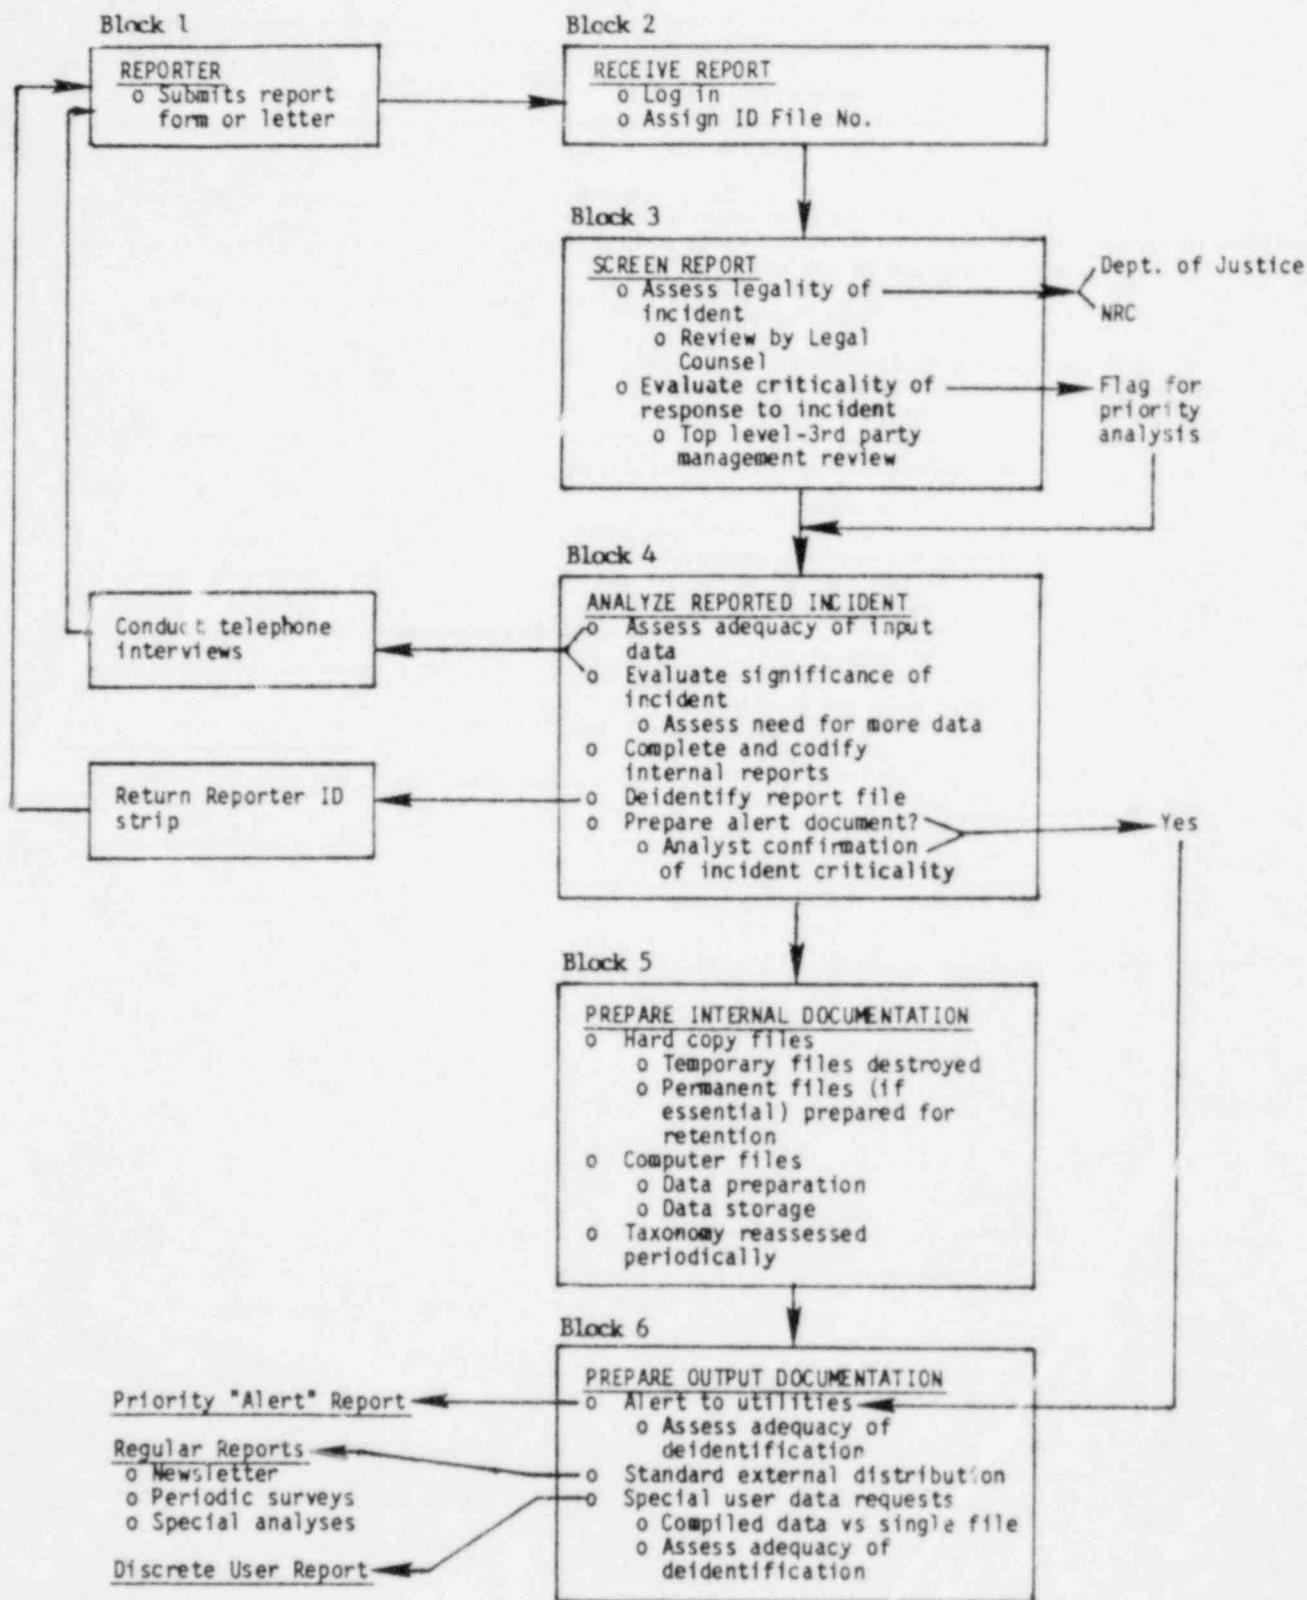 Block 1
REPORTER
o Submits report
form or letter
Block 2
RECEIVE REPORT
o Log in
o Assign ID File No.
Block 3
SCREEN REPORT
o Assess legality of
incident
o Review by Legal
Counsel
o Evaluate criticality of
response to incident
o Top level-3rd party
management review
Dept. of Justice
NRC
Flag for
priority
analysis
Block 4
ANALYZE REPORTED INCIDENT
o Assess adequacy of input
data
o Evaluate significance of
incident
o Assess need for more data
o Complete and codify
internal reports
o Deidentify report file
o Prepare alert document?
o Analyst confirmation
of incident criticality
Conduct telephone
interviews
Return Reporter ID
strip
Yes
Block 5
PREPARE INTERNAL DOCUMENTATION
o Hard copy files
o Temporary files destroyed
o Permanent files (if
essential) prepared for
retention
o Computer files
o Data preparation
o Data storage
o Taxonomy reassessed
periodically
Block 6
PREPARE OUTPUT DOCUMENTATION
o Alert to utilities
o Assess adequacy of
deidentification
o Standard external distribution
o Special user data requests
o Compiled data vs single file
o Assess adequacy of
deidentification
Priority "Alert" Report
Regular Reports
o Newsletter
o Periodic surveys
o Special analyses
Discrete User Report